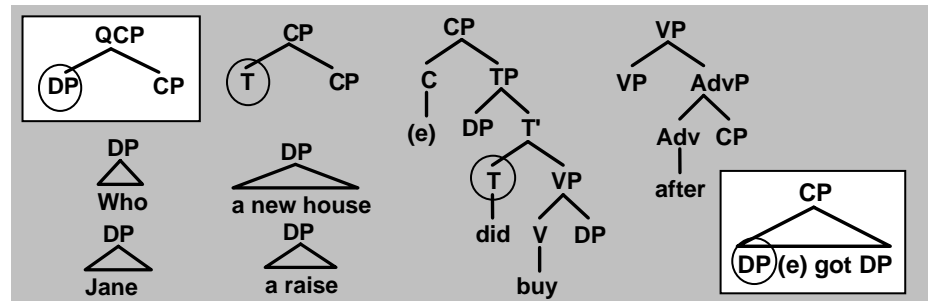 QCP CP CP VP
DP CP T CP C TP VP AdvP
(e) DP T' Adv CP
DP DP T VP after
Who a new house did V DP CP
DP DP buy DP (e) got DP
Jane a raise